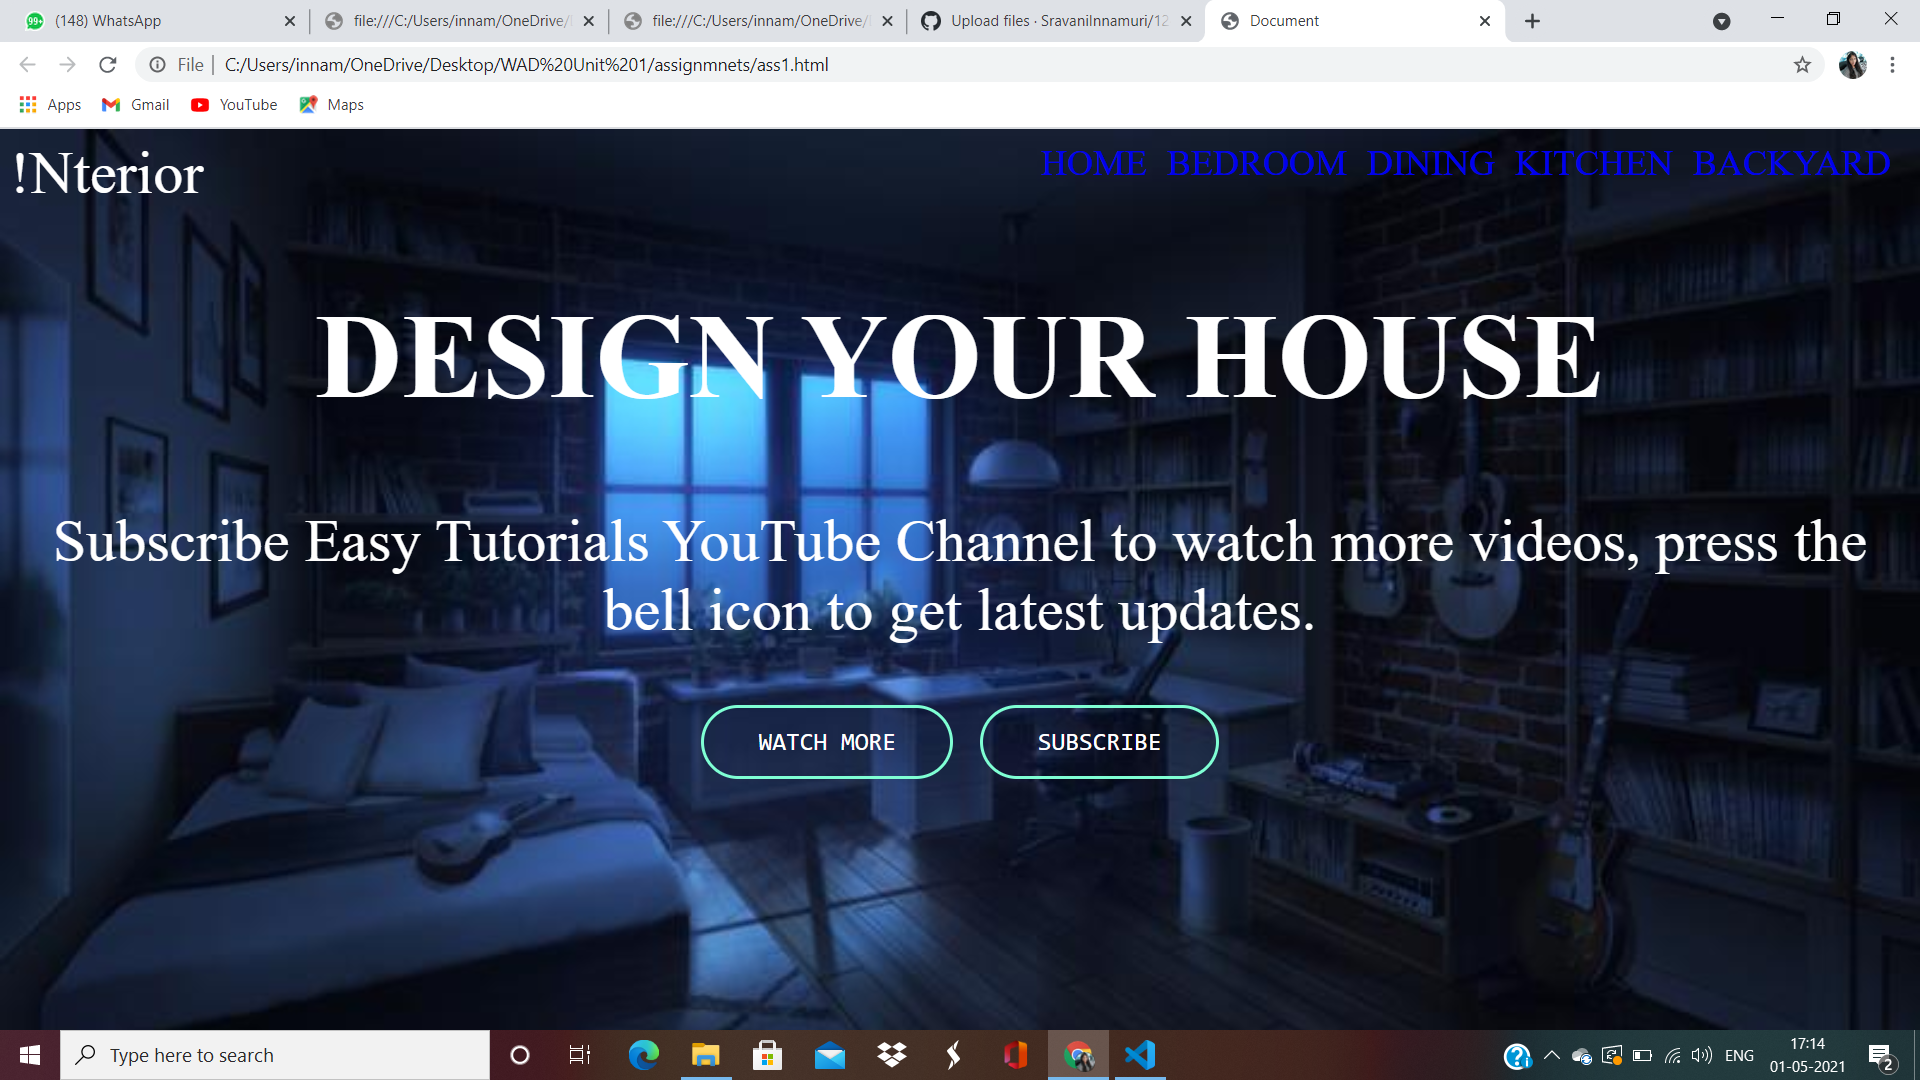 99+ (148) WhatsApp
file:///C:/Users/innam/OneDrive/
file:///C:/Users/innam/OneDrive/
Upload files · SravaniInnamuri/12
Document
File | C:/Users/innam/OneDrive/Desktop/WAD%20Unit%201/assignmnets/ass1.html
Apps Gmail YouTube Maps
!Nterior
HOME BEDROOM DINING KITCHEN BACKYARD
DESIGN YOUR HOUSE
Subscribe Easy Tutorials YouTube Channel to watch more videos, press the
bell icon to get latest updates.
WATCH MORE SUBSCRIBE
Type here to search
ENG
17:14
01-05-2021
2